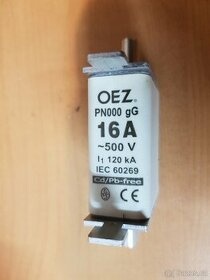 OEZ
PN000 gG
16A
~500 V
I₁ 120 kA
IEC 60269
Cd/Pb-free
CE